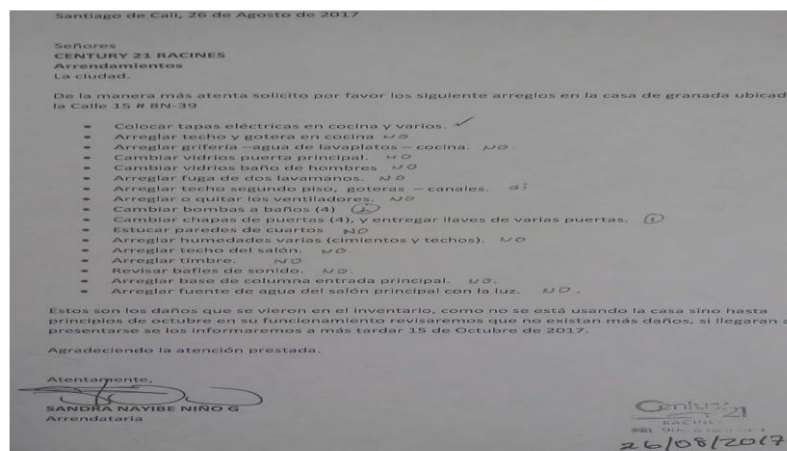 Santiago de Cali, 26 de Agosto de 2017
Señores
CENTURY 21 RACINES
Arrendamientos
La ciudad.
De la manera más atenta solicito por favor los siguiente arreglos en la casa de granada ubicad
la Calle 15 # 8N-39
• Colocar tapas eléctricas en cocina y varios. ✓
• Arreglar techo y gotera en cocina NO
• Arreglar grifería –agua de lavaplatos – cocina. NO.
• Cambiar vidrios puerta principal. NO
• Cambiar vidrios baño de hombres NO
• Arreglar fuga de dos lavamanos. NO
• Arreglar techo segundo piso, goteras – canales. si
• Arreglar o quitar los ventiladores. NO
• Cambiar bombas a baños (4)
• Cambiar chapas de puertas (4), y entregar llaves de varias puertas. 1
• Estucar paredes de cuartos NO
• Arreglar humedades varias (cimientos y techos). NO
• Arreglar techo del salón. NO
• Arreglar timbre. NO.
• Revisar bafles de sonido. NO.
• Arreglar base de columna entrada principal. NO.
• Arreglar fuente de agua del salón principal con la luz. NO.
Estos son los daños que se vieron en el inventario, como no se está usando la casa sino hasta
principios de octubre en su funcionamiento revisaremos que no existan más daños, si llegaran a
presentarse se los informaremos a más tardar 15 de Octubre de 2017.
Agradeciendo la atención prestada.
Atentamente,
SANDRA NAYIBE NIÑO G
Arrendataria
Century 21
RACINES
26/08/2017